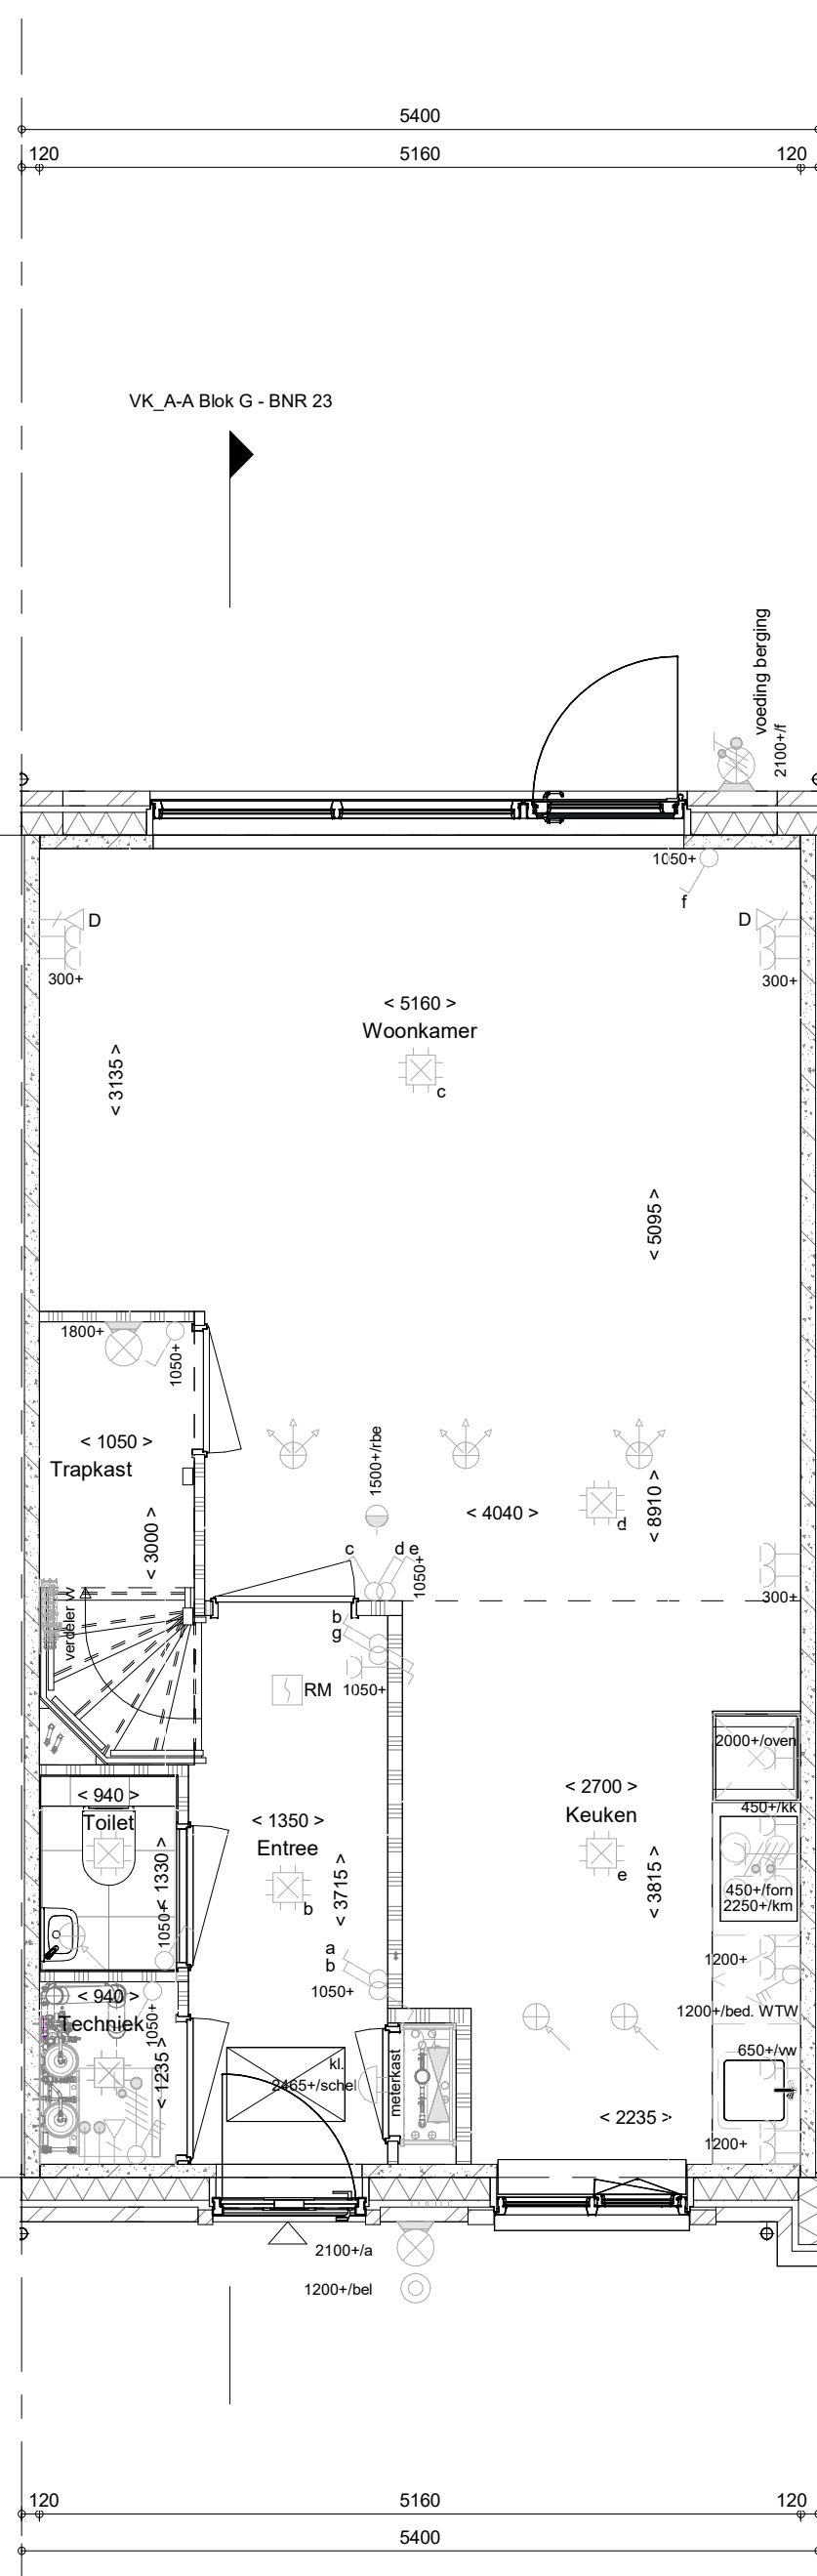 5400
120 5160 120
VK_A-A Blok G - BNR 23
voeding berging
2100+/f
1050+
f
D D
300+ 300+
< 5160 >
Woonkamer
c
< 3135 >
< 5095 >
1800+
1050+
< 1050 >
Trapkast
< 3000 >
1500+/rbe
< 4040 >
< 8910 >
d
c d e
1050+
300+
verdeler vv
b
g
1050+
RM
2000+/oven
450+/kk
< 940 >
Toilet
< 1330 >
1050+
< 1350 >
Entree
b
< 3715 >
< 2700 >
Keuken
e
< 3815 >
450+/forn
2250+/km
a
b
1050+
1200+
1200+/bed. WTW
< 940 >
Techniek
1050+
< 1235 >
kl.
2465+/schel
meterkast
650+/vw
< 2235 >
1200+
2100+/a
1200+/bel
120 5160 120
5400